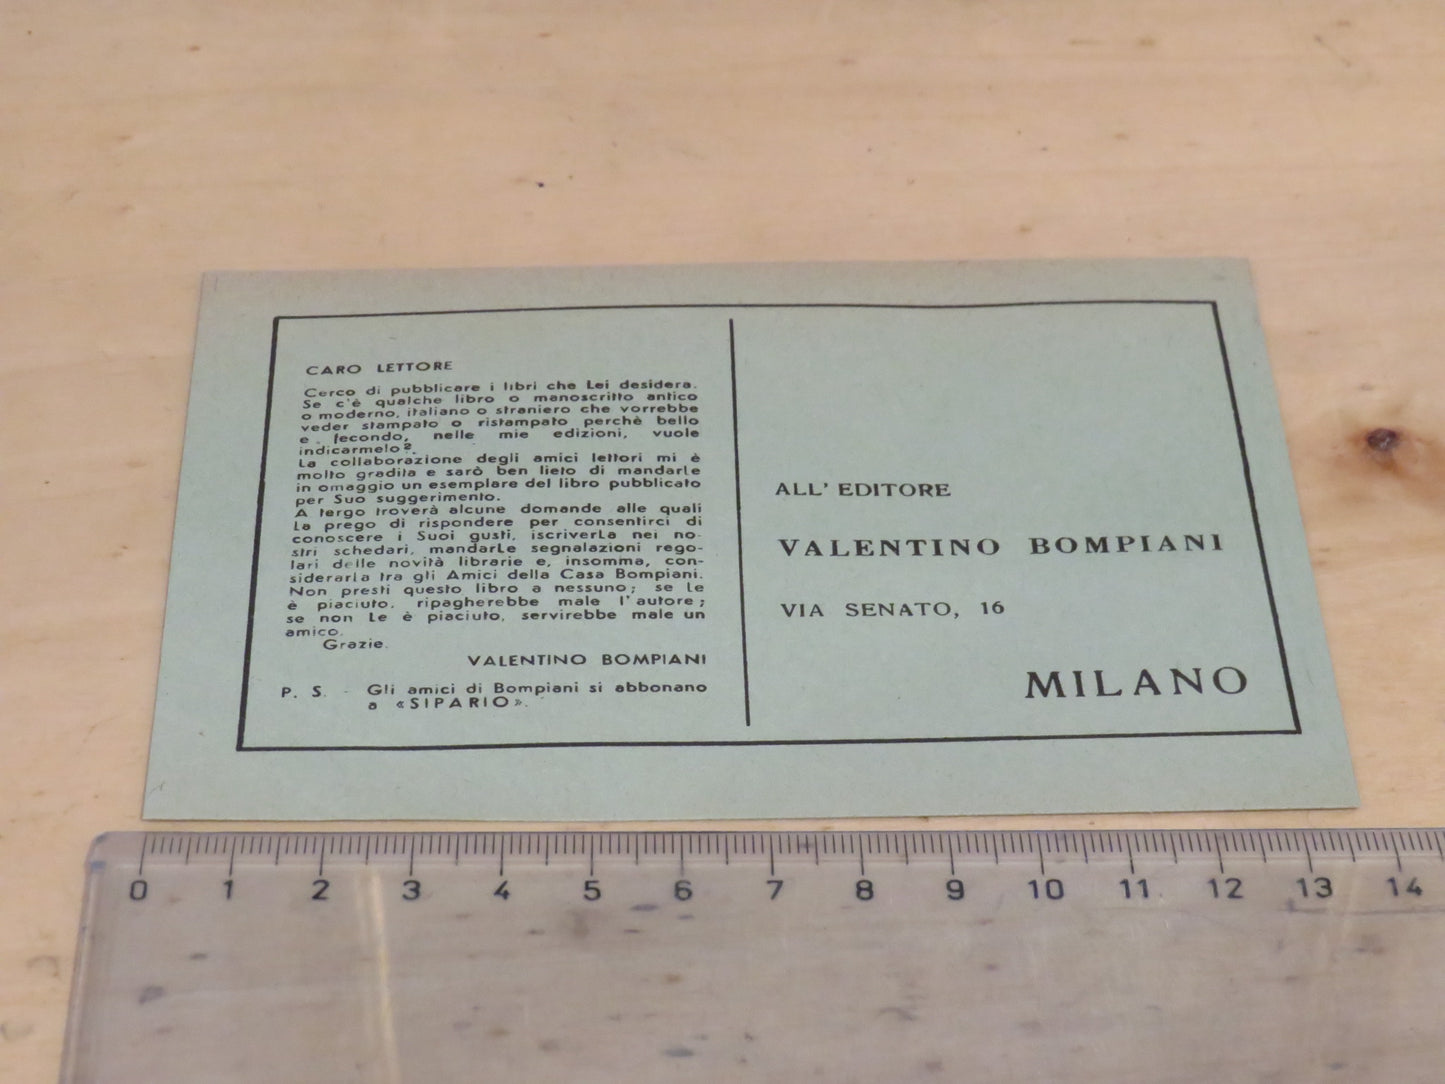 CARO LETTORE
Cerco di pubblicare i libri che Lei desidera.
Se c'è qualche libro o manoscritto antico
o moderno, italiano o straniero che vorrebbe
veder stampato o ristampato perchè bello
e fecondo, nelle mie edizioni, vuole
indicarmelo?
La collaborazione degli amici lettori mi è
molto gradita e sarò ben lieto di mandarLe
in omaggio un esemplare del libro pubblicato
per Suo suggerimento.
A tergo troverà alcune domande alle quali
La prego di rispondere per consentirci di
conoscere i Suoi gusti, iscriverLa nei no-
stri schedari, mandarLe segnalazioni rego-
lari delle novità librarie e, insomma, con-
siderarLa tra gli Amici della Casa Bompiani.
Non presti questo libro a nessuno; se Le
è piaciuto, ripagherebbe male l'autore;
se non Le è piaciuto, servirebbe male un
amico.
Grazie.
VALENTINO BOMPIANI
P. S. - Gli amici di Bompiani si abbonano
a «SIPARIO».
ALL' EDITORE
VALENTINO BOMPIANI
VIA SENATO, 16
MILANO
0 1 2 3 4 5 6 7 8 9 10 11 12 13 14